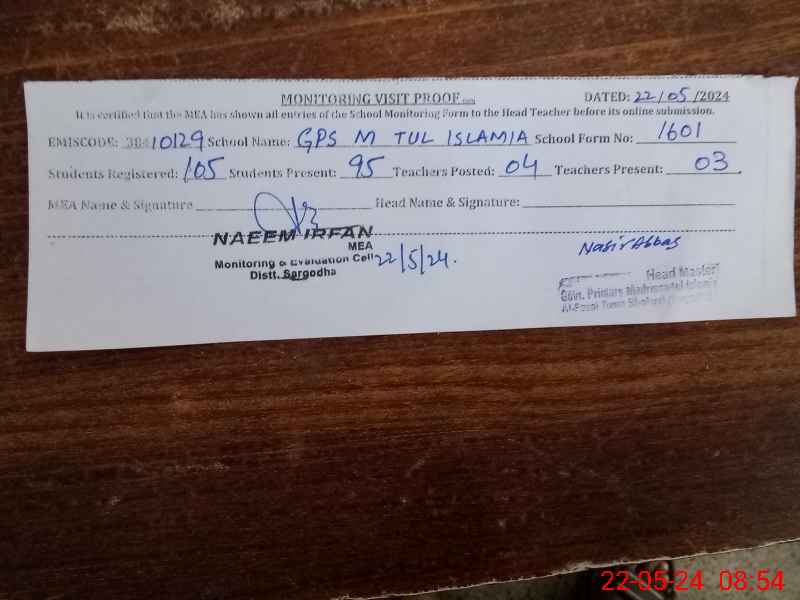 MONITORING VISIT PROOF DATED: 22/05/2024
It is certified that the MEA has shown all entries of the School Monitoring Form to the Head Teacher before its online submission.
EMISCODE: 38410129 School Name: GPS M TUL ISLAMIA School Form No: 1601
Students Registered: 105 Students Present: 95 Teachers Posted: 04 Teachers Present: 03
MEA Name & Signature Head Name & Signature:
NAEEM IRFAN
MEA
Monitoring & Evaluation Cell
Distt. Sargodha
22/5/24.
Nasir Abbas
Head Master
Govt. Primary Islamia
22-05-24 08:54